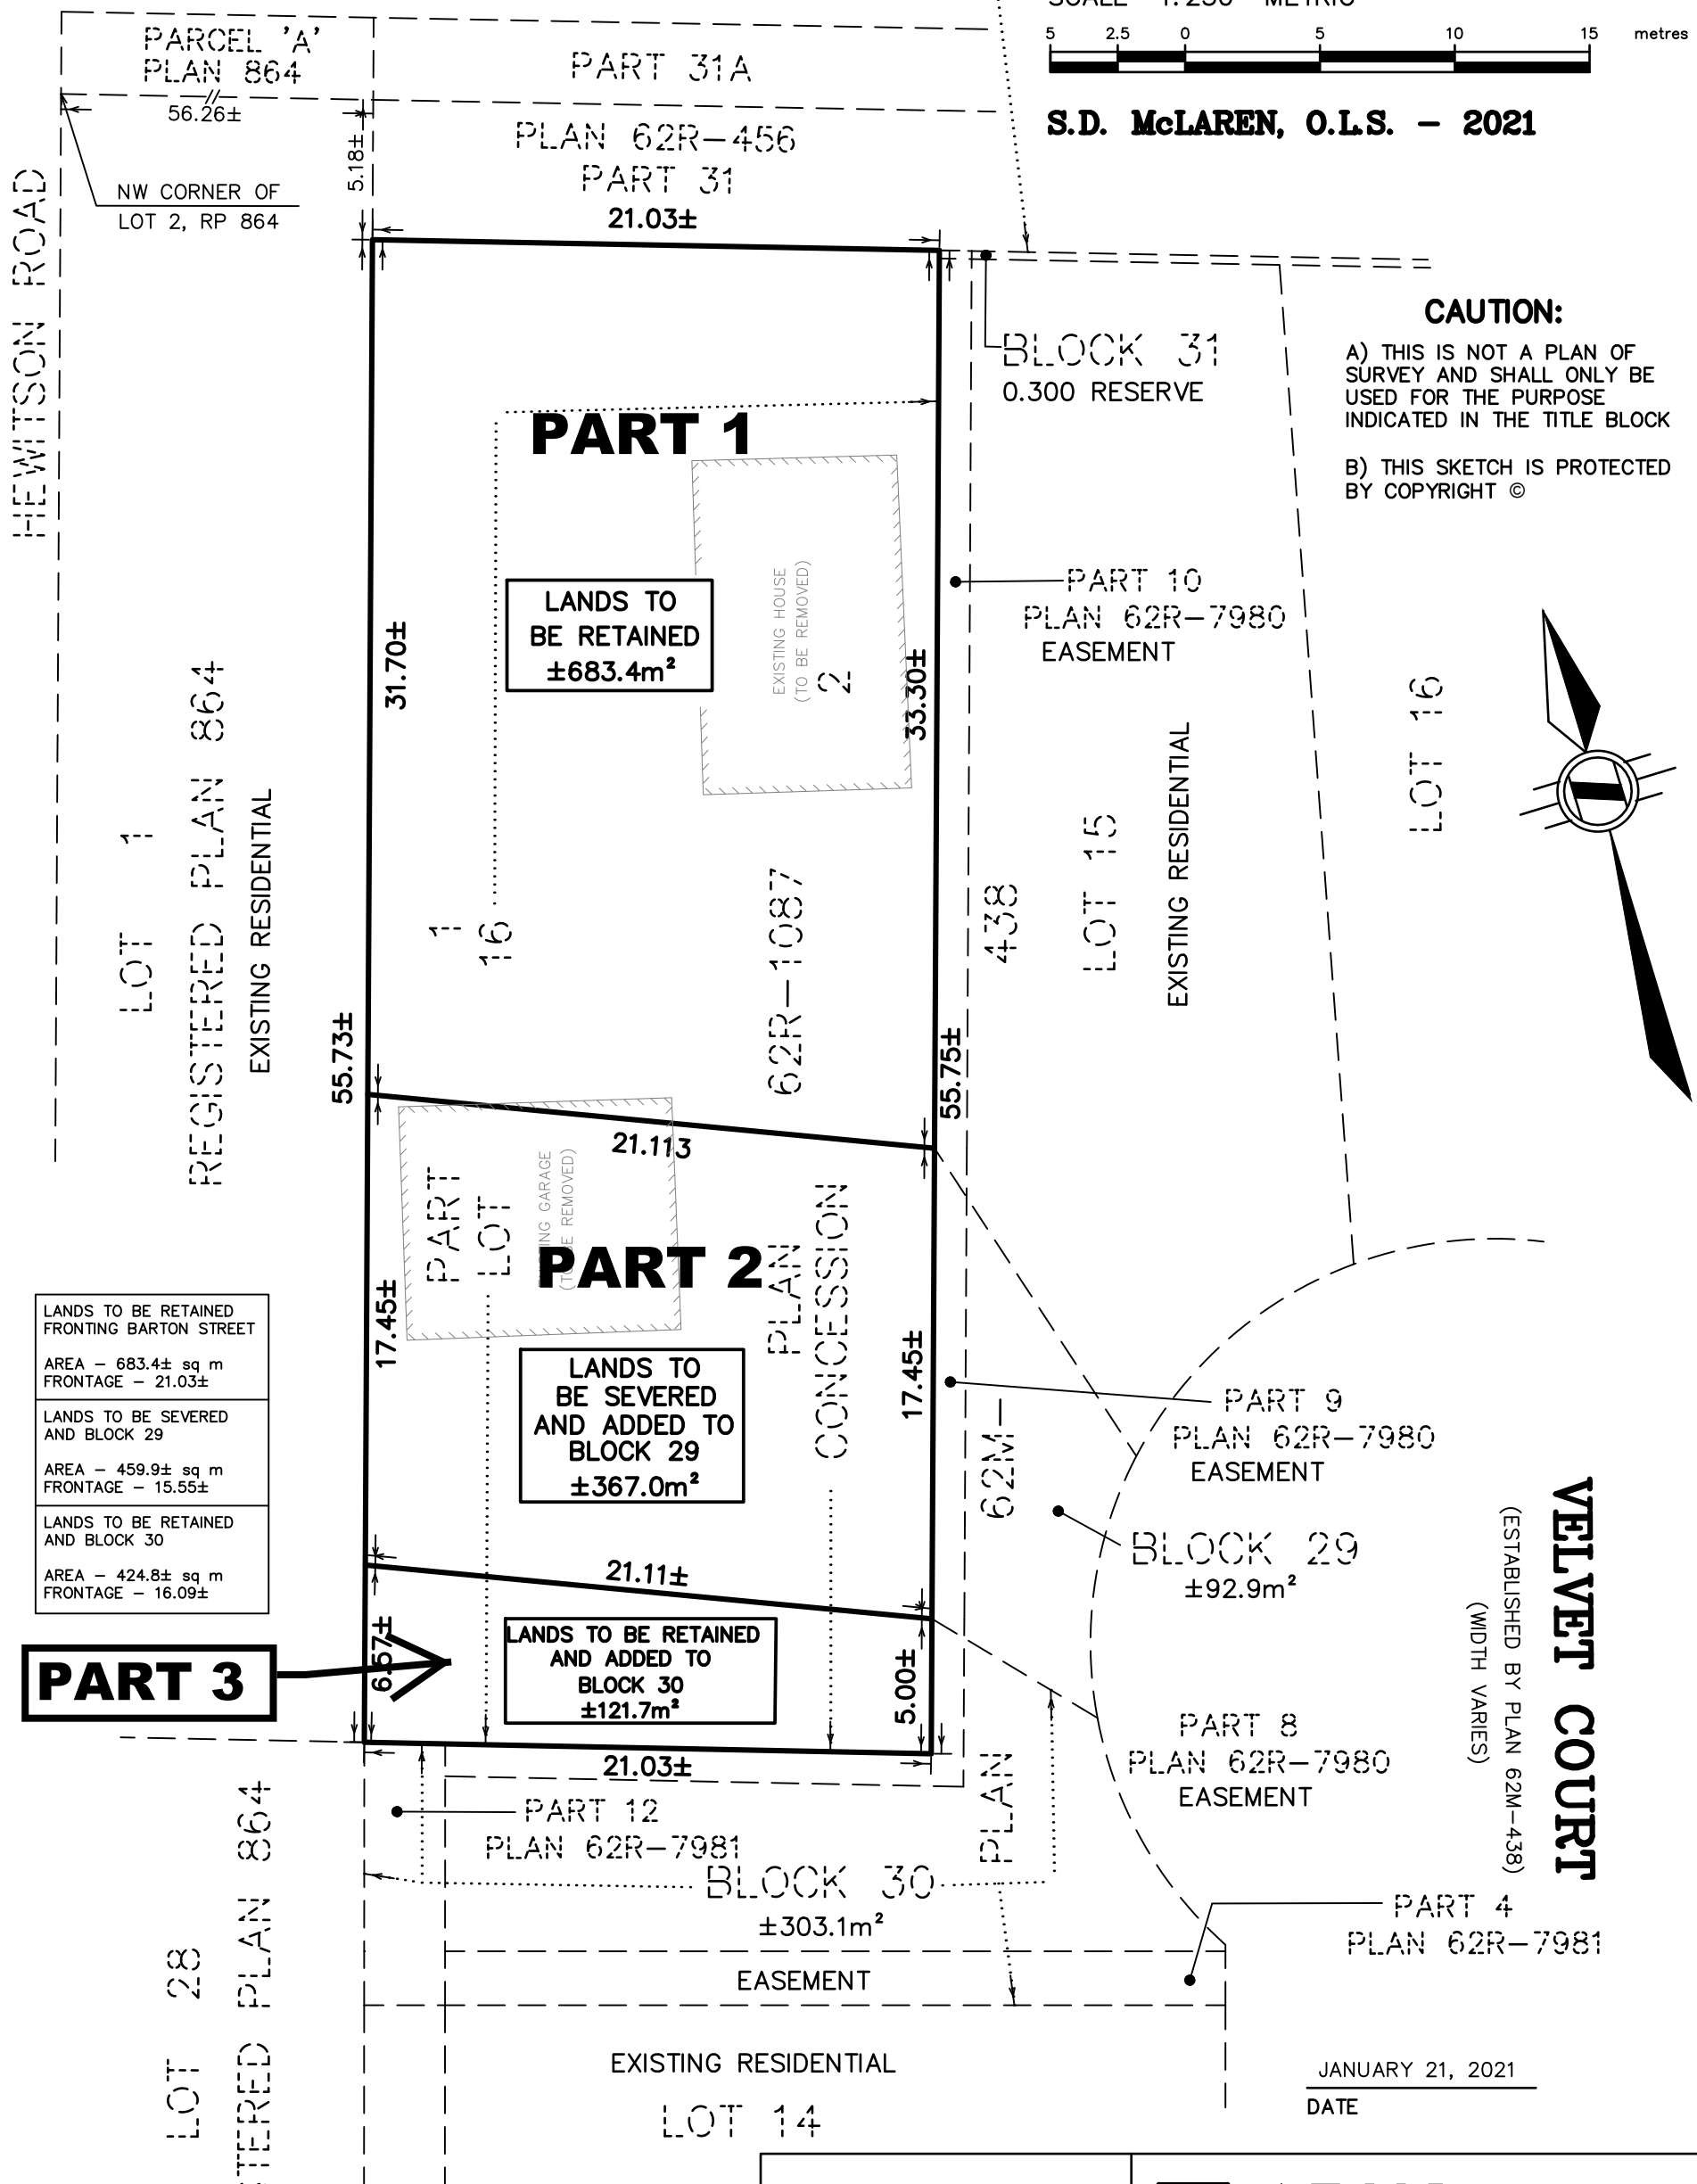 SCALE 1:250 METRIC
5 2.5 0 5 10 15 metres
S.D. McLAREN, O.L.S. - 2021
PARCEL 'A'
PLAN 864
56.26±
PART 31A
PLAN 62R-456
PART 31
5.18±
NW CORNER OF
LOT 2, RP 864
21.03±
HEWITSON ROAD
BLOCK 31
0.300 RESERVE
CAUTION:
A) THIS IS NOT A PLAN OF
SURVEY AND SHALL ONLY BE
USED FOR THE PURPOSE
INDICATED IN THE TITLE BLOCK
B) THIS SKETCH IS PROTECTED
BY COPYRIGHT ©
PART 1
LANDS TO
BE RETAINED
±683.4m²
EXISTING HOUSE
(TO BE REMOVED)
2
31.70±
33.30±
PART 10
PLAN 62R-7980
EASEMENT
LOT 1
REGISTERED PLAN 864
EXISTING RESIDENTIAL
LOT 16
LOT 15
EXISTING RESIDENTIAL
1
16
62R-1087
438
55.73±
55.75±
21.113
PART
LOT
PLAN
CONCESSION
PART 2
17.45±
17.45±
LANDS TO
BE SEVERED
AND ADDED TO
BLOCK 29
±367.0m²
LANDS TO BE RETAINED
FRONTING BARTON STREET
AREA - 683.4± sq m
FRONTAGE - 21.03±
LANDS TO BE SEVERED
AND BLOCK 29
AREA - 459.9± sq m
FRONTAGE - 15.55±
LANDS TO BE RETAINED
AND BLOCK 30
AREA - 424.8± sq m
FRONTAGE - 16.09±
PART 9
PLAN 62R-7980
EASEMENT
62M-
BLOCK 29
±92.9m²
VELVET COURT
(ESTABLISHED BY PLAN 62M-438)
(WIDTH VARIES)
21.11±
PART 3
6.57±
LANDS TO BE RETAINED
AND ADDED TO
BLOCK 30
±121.7m²
5.00±
21.03±
PART 8
PLAN 62R-7980
EASEMENT
PLAN
PART 12
PLAN 62R-7981
BLOCK 30
±303.1m²
PART 4
PLAN 62R-7981
EASEMENT
LOT 28
PLAN 864
EXISTING RESIDENTIAL
LOT 14
JANUARY 21, 2021
DATE